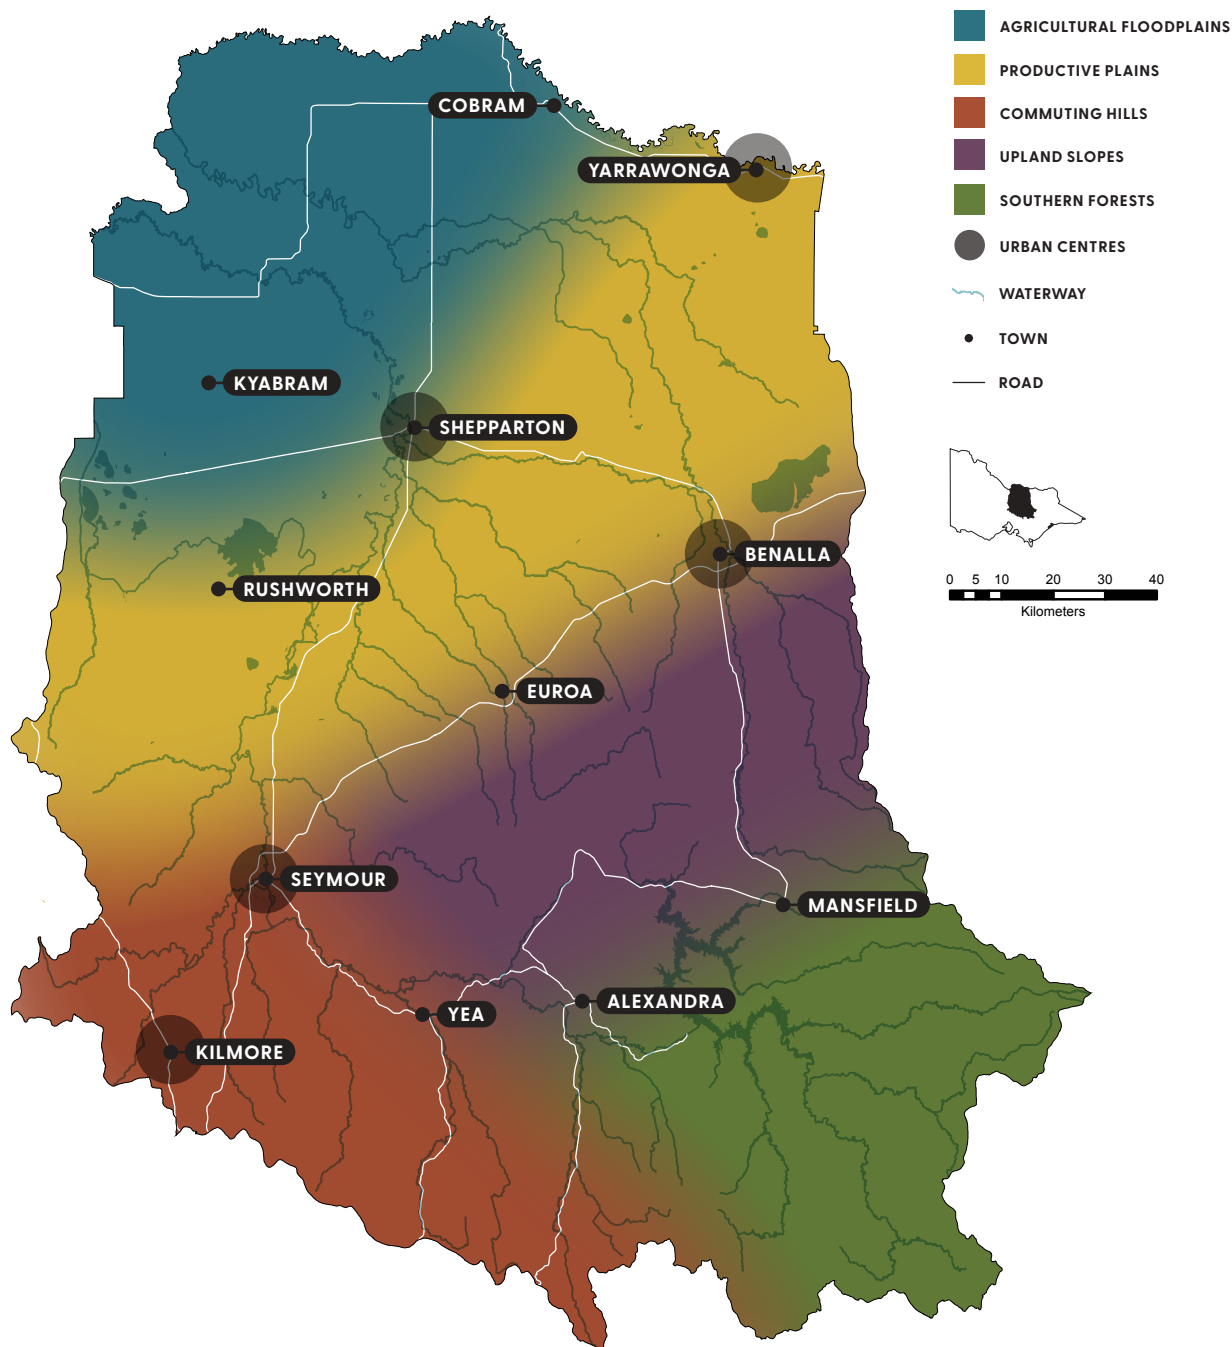 AGRICULTURAL FLOODPLAINS
PRODUCTIVE PLAINS
COMMUTING HILLS
UPLAND SLOPES
SOUTHERN FORESTS
URBAN CENTRES
WATERWAY
TOWN
ROAD
0 5 10 20 30 40
Kilometers
COBRAM
YARRAWONGA
KYABRAM
SHEPPARTON
BENALLA
RUSHWORTH
EUROA
SEYMOUR
MANSFIELD
ALEXANDRA
YEA
KILMORE